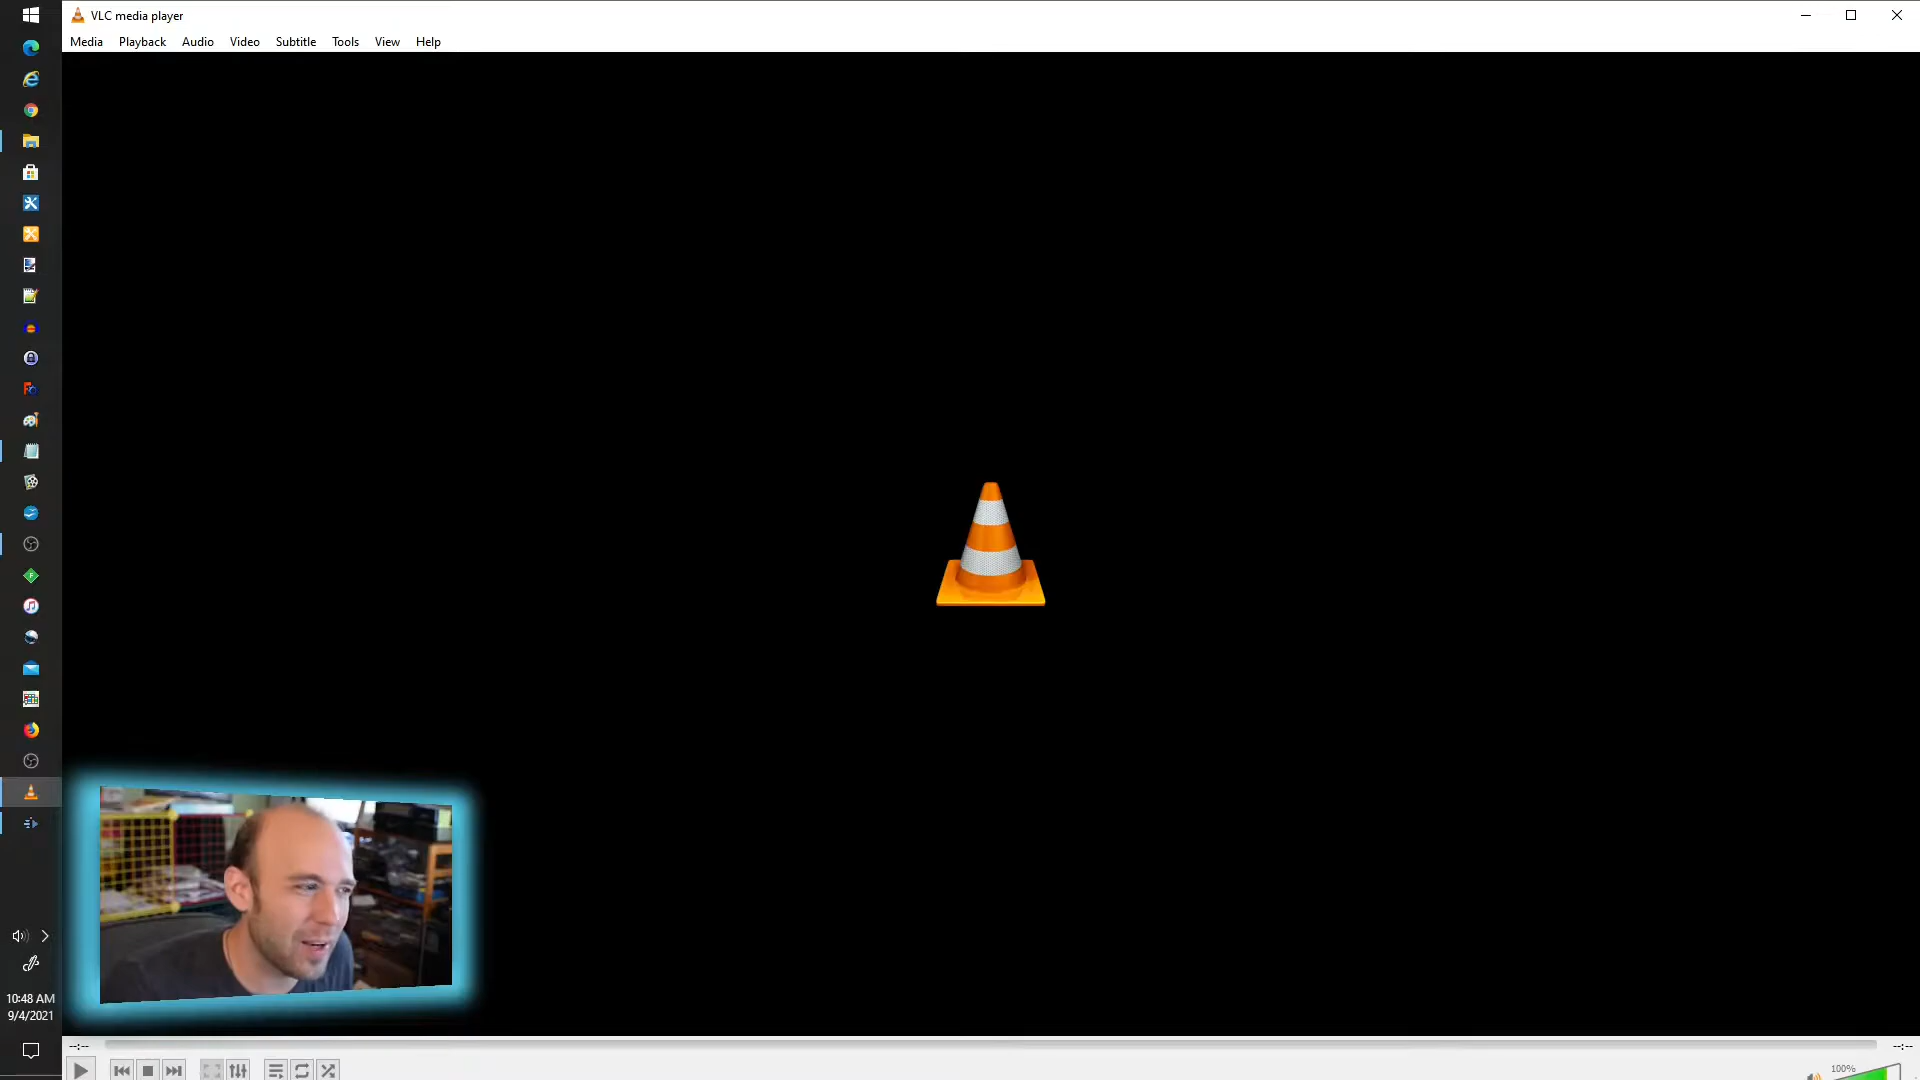 VLC media player
Media Playback Audio Video Subtitle Tools View Help
10:48 AM
9/4/2021
--:--
--:--
100%